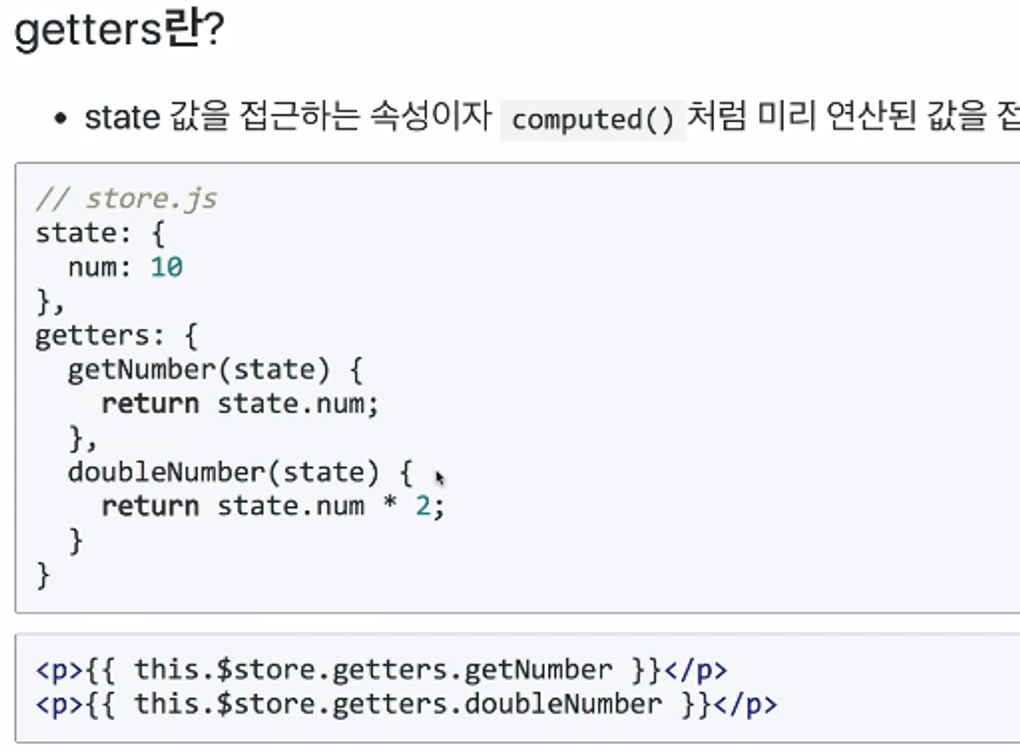 getters란?
• state 값을 접근하는 속성이자 computed() 처럼 미리 연산된 값을 접
// store.js
state: {
  num: 10
},
getters: {
  getNumber(state) {
    return state.num;
  },
  doubleNumber(state) {
    return state.num * 2;
  }
}
<p>{{ this.$store.getters.getNumber }}</p>
<p>{{ this.$store.getters.doubleNumber }}</p>